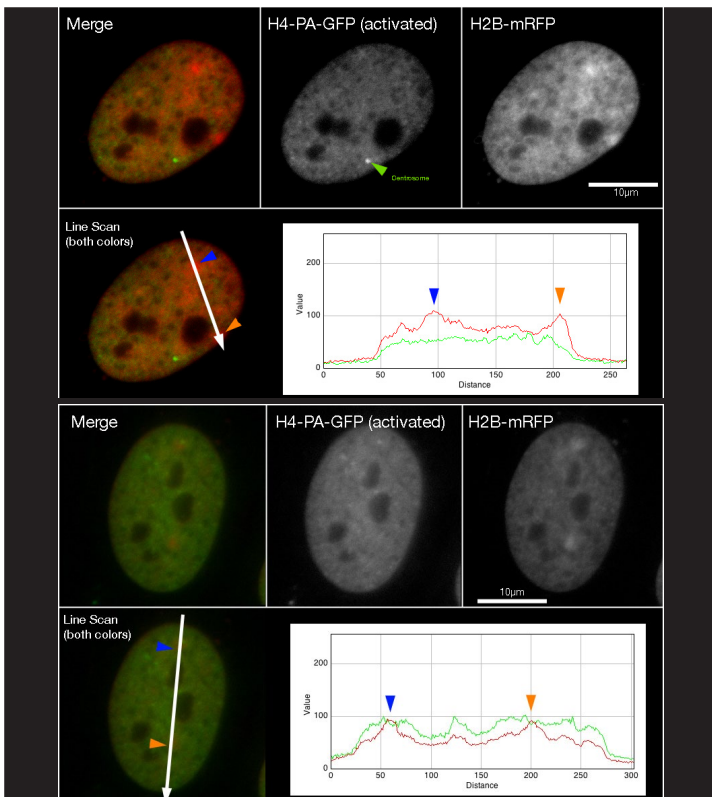 Merge
H4-PA-GFP (activated)
H2B-mRFP
Dentrosome
10μm
Line Scan
(both colors)
200
100
0
Value
0
50
100
150
200
250
Distance
Merge
H4-PA-GFP (activated)
H2B-mRFP
10μm
Line Scan
(both colors)
200
100
0
Value
0
50
100
150
200
250
300
Distance